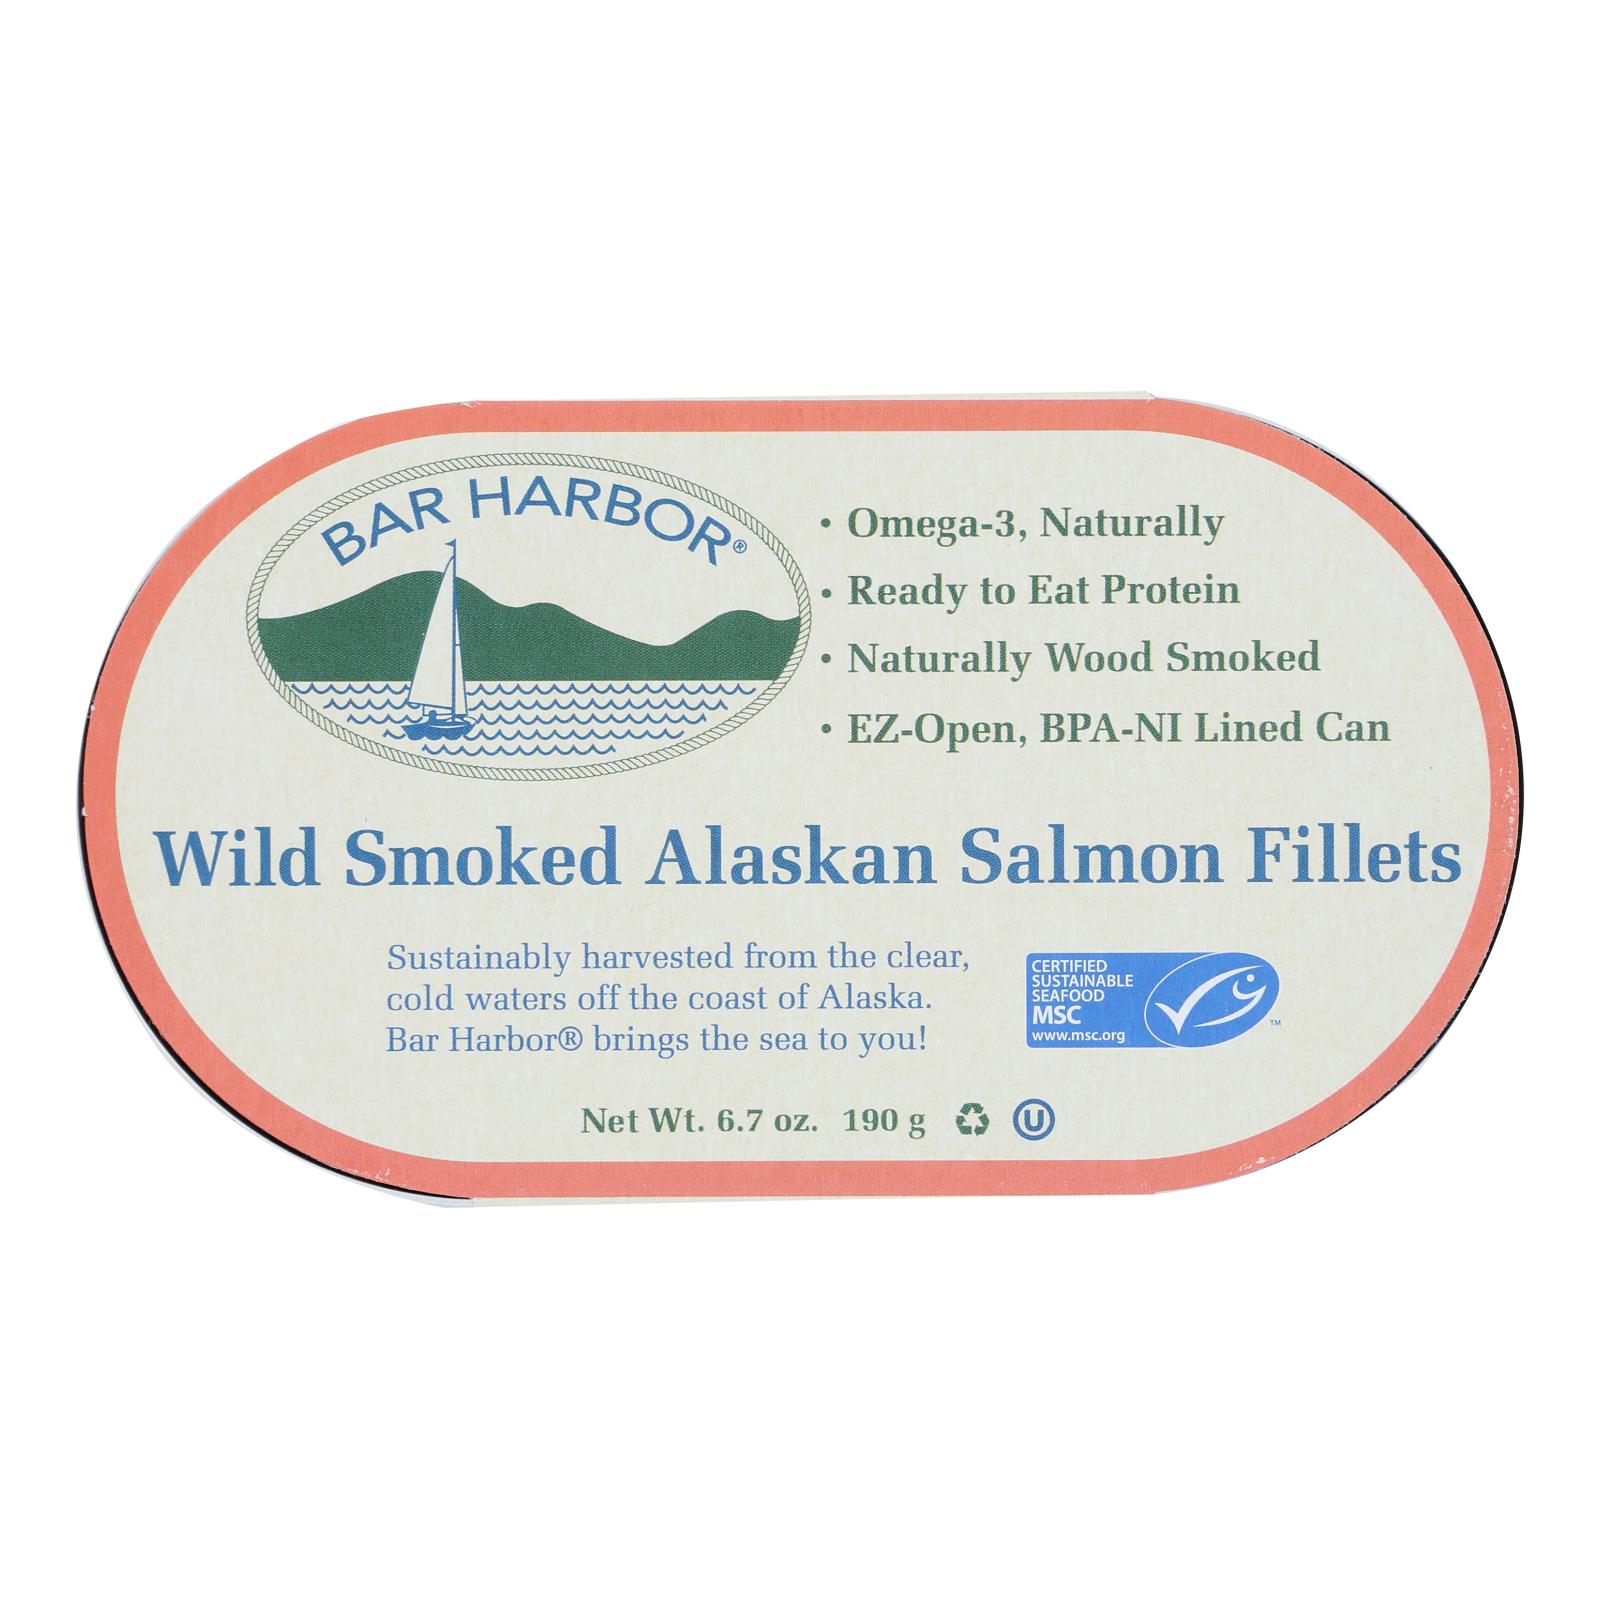 BAR HARBOR®
• Omega-3, Naturally
• Ready to Eat Protein
• Naturally Wood Smoked
• EZ-Open, BPA-NI Lined Can
Wild Smoked Alaskan Salmon Fillets
Sustainably harvested from the clear,
cold waters off the coast of Alaska.
Bar Harbor® brings the sea to you!
CERTIFIED
SUSTAINABLE
SEAFOOD
MSC
www.msc.org
TM
Net Wt. 6.7 oz. 190 g
U